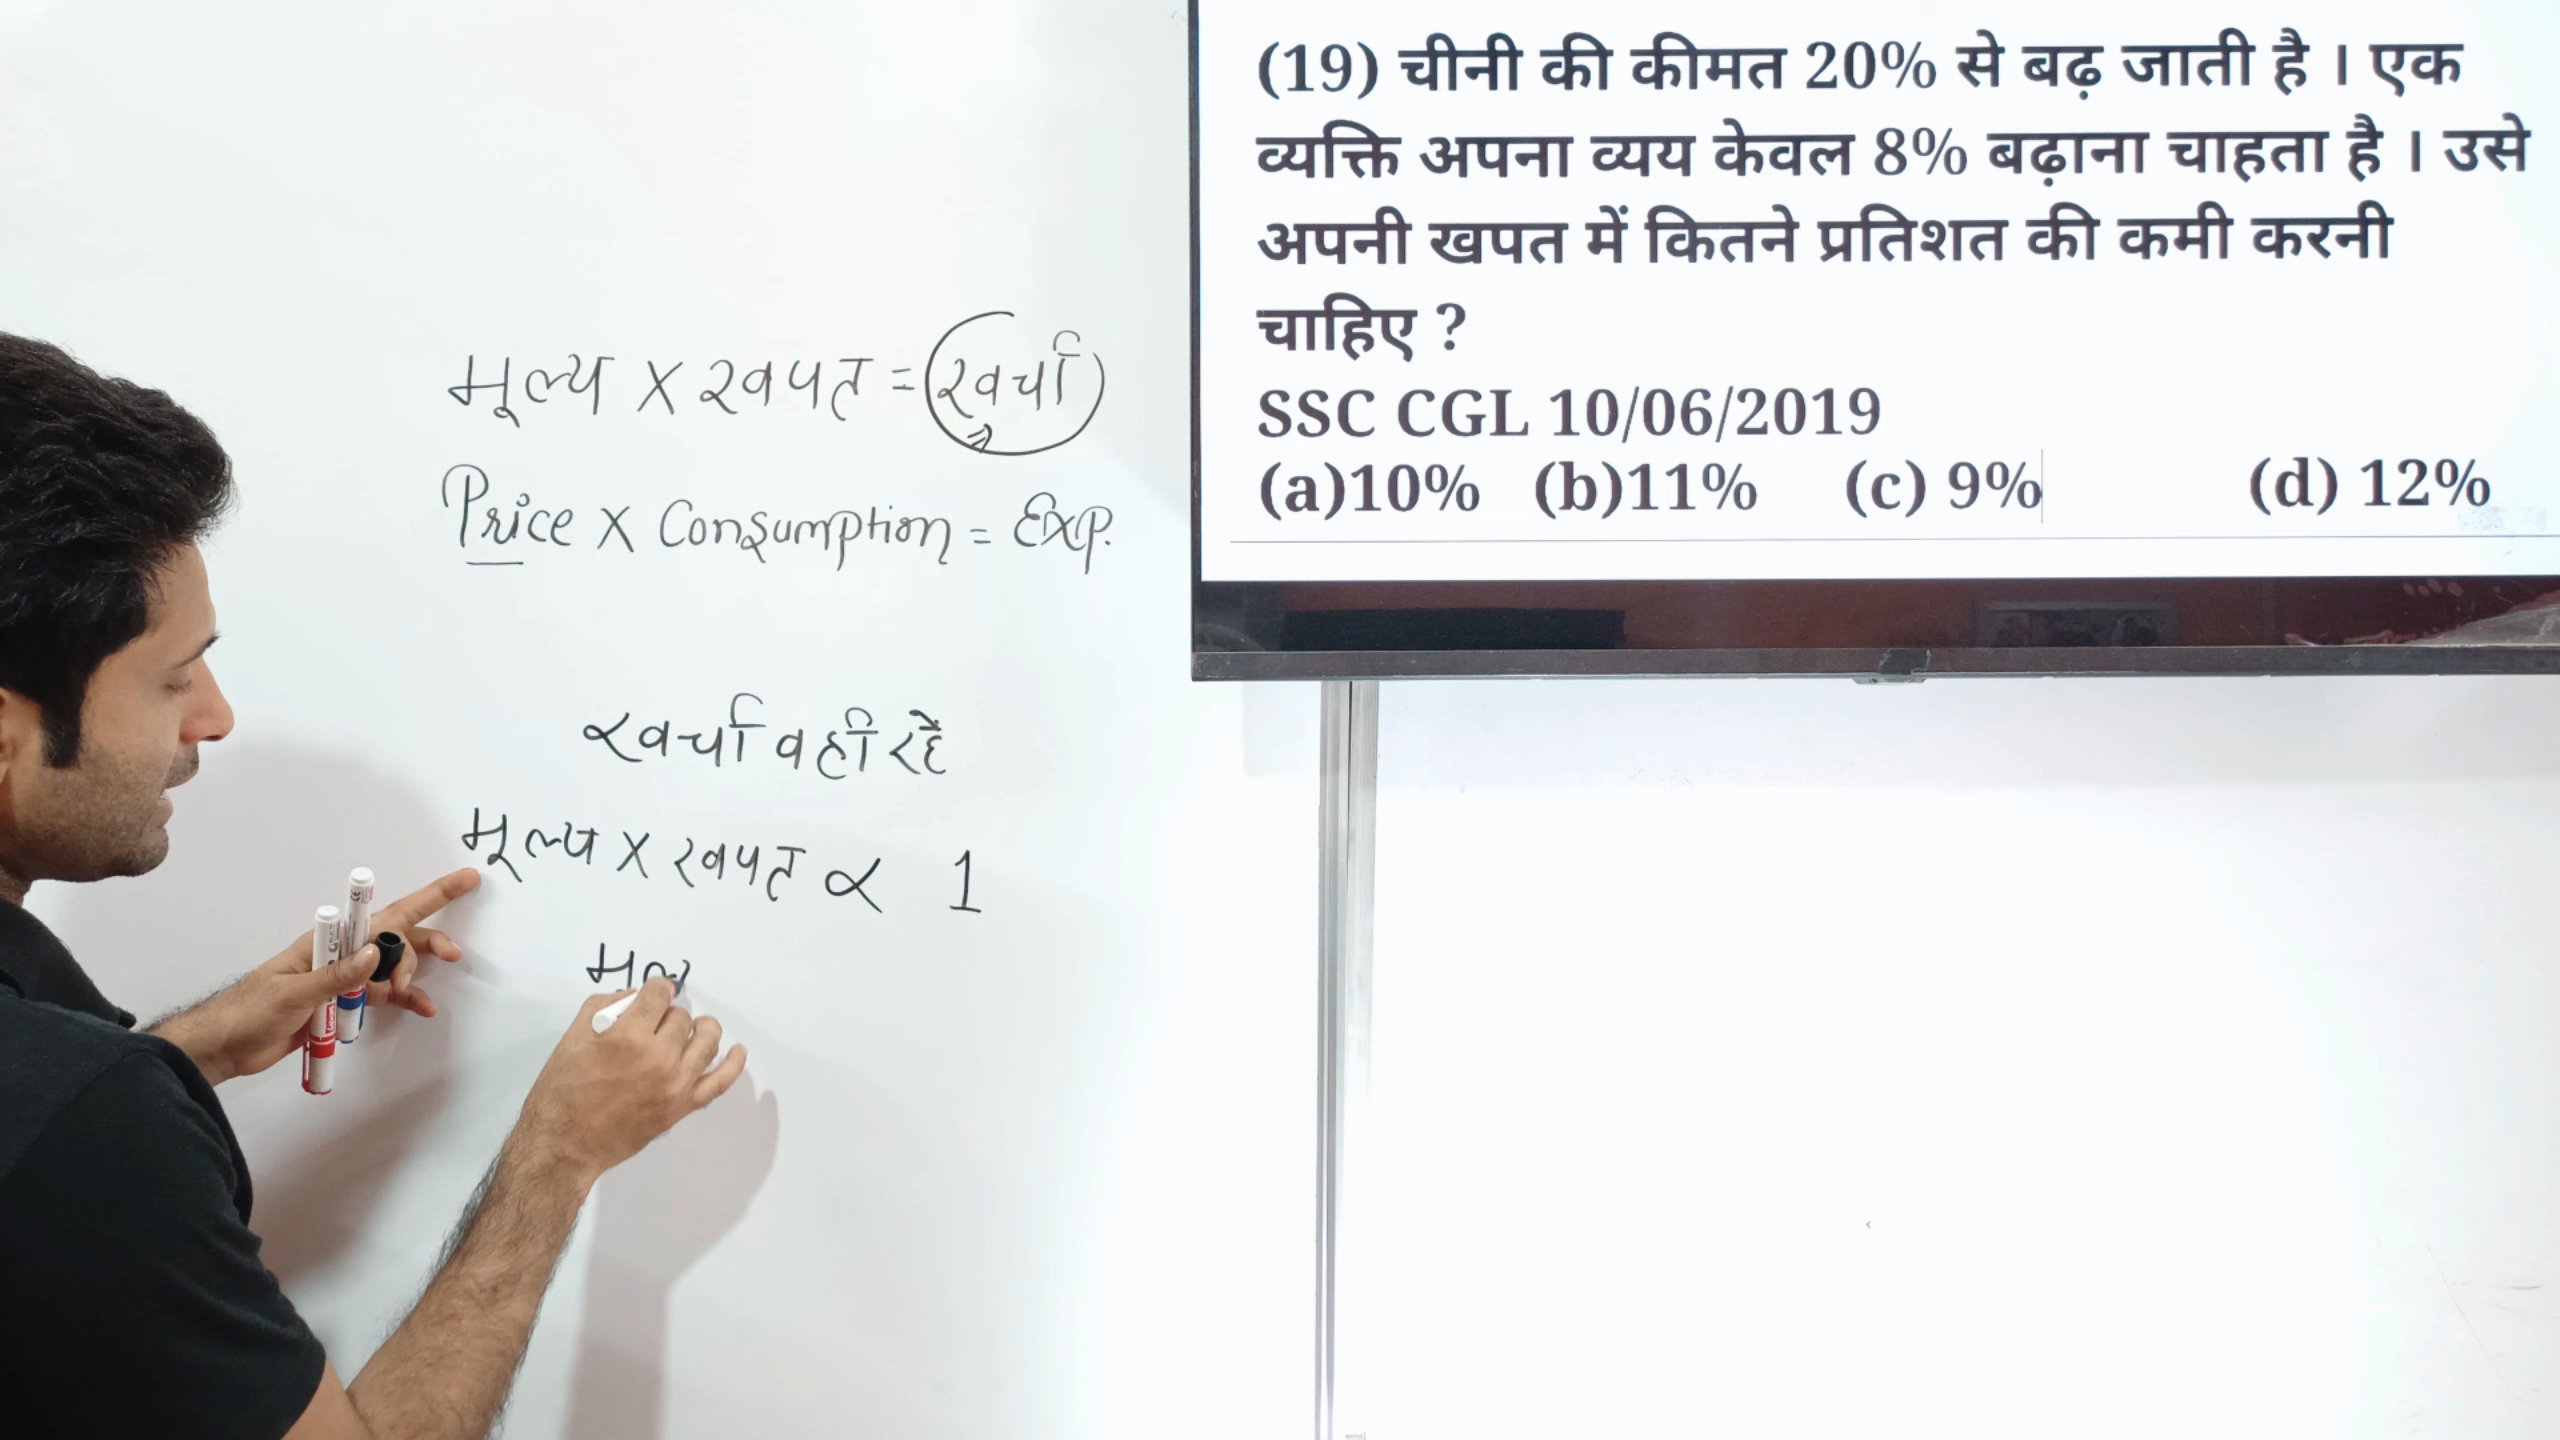 (19) चीनी की कीमत 20% से बढ़ जाती है । एक
व्यक्ति अपना व्यय केवल 8% बढ़ाना चाहता है । उसे
अपनी खपत में कितने प्रतिशत की कमी करनी
चाहिए ?
SSC CGL 10/06/2019
(a)10% (b)11% (c) 9% (d) 12%
मूल्य X खपत = खर्चा
Price X Consumption = Exp.
खर्चा वही रहे
मूल्य X खपत ∝ 1